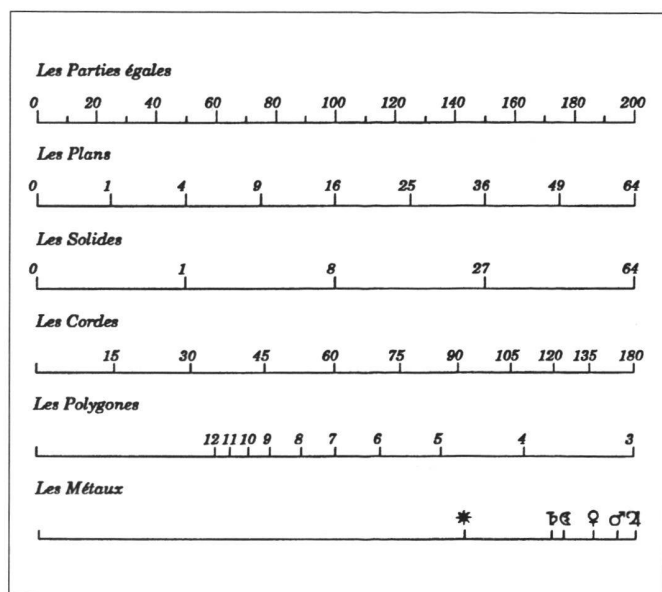 Les Parties égales
0 20 40 60 80 100 120 140 160 180 200
Les Plans
0 1 4 9 16 25 36 49 64
Les Solides
0 1 8 27 64
Les Cordes
15 30 45 60 75 90 105 120 135 180
Les Polygones
12 11 10 9 8 7 6 5 4 3
Les Métaux
☀ ♄ ☾ ♀ ♂ ♃